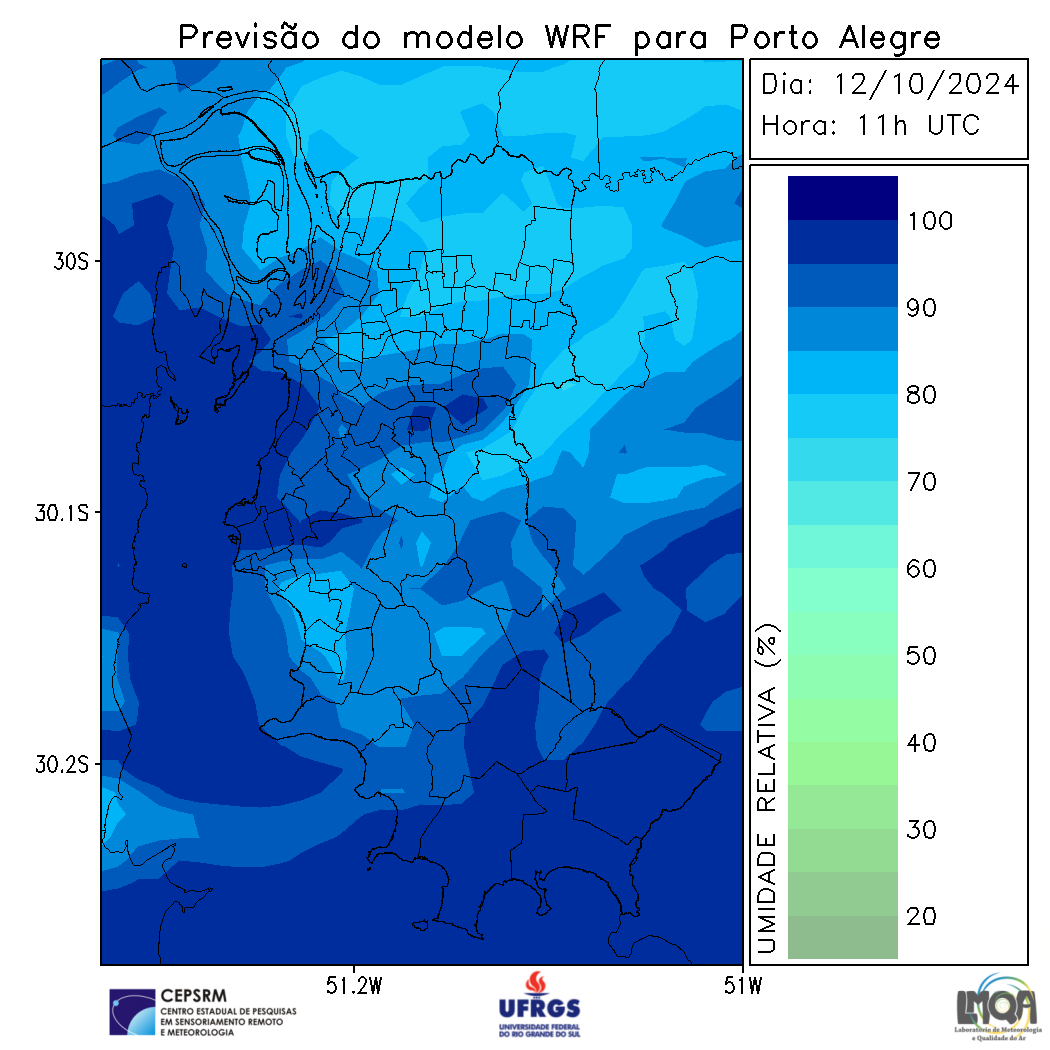 Previsão do modelo WRF para Porto Alegre
Dia: 12/10/2024
Hora: 11h UTC
30S
30.1S
30.2S
51.2W
51W
UMIDADE RELATIVA (%)
100
90
80
70
60
50
40
30
20
CEPSRM
CENTRO ESTADUAL DE PESQUISAS
EM SENSORIAMENTO REMOTO
E METEOROLOGIA
UFRGS
UNIVERSIDADE FEDERAL
DO RIO GRANDE DO SUL
LMQA
Laboratório de Meteorologia
e Qualidade do Ar